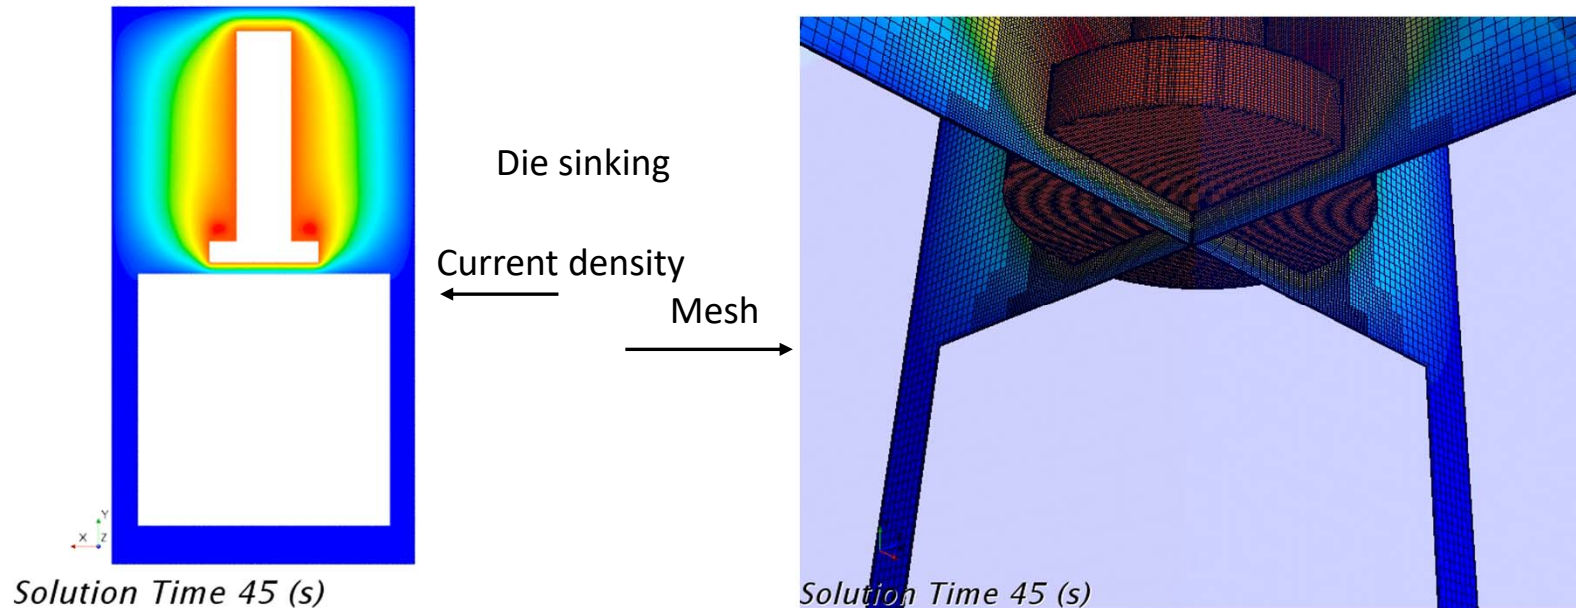 Die sinking
Current density
Mesh
Y
X
Z
Solution Time 45 (s)
Solution Time 45 (s)